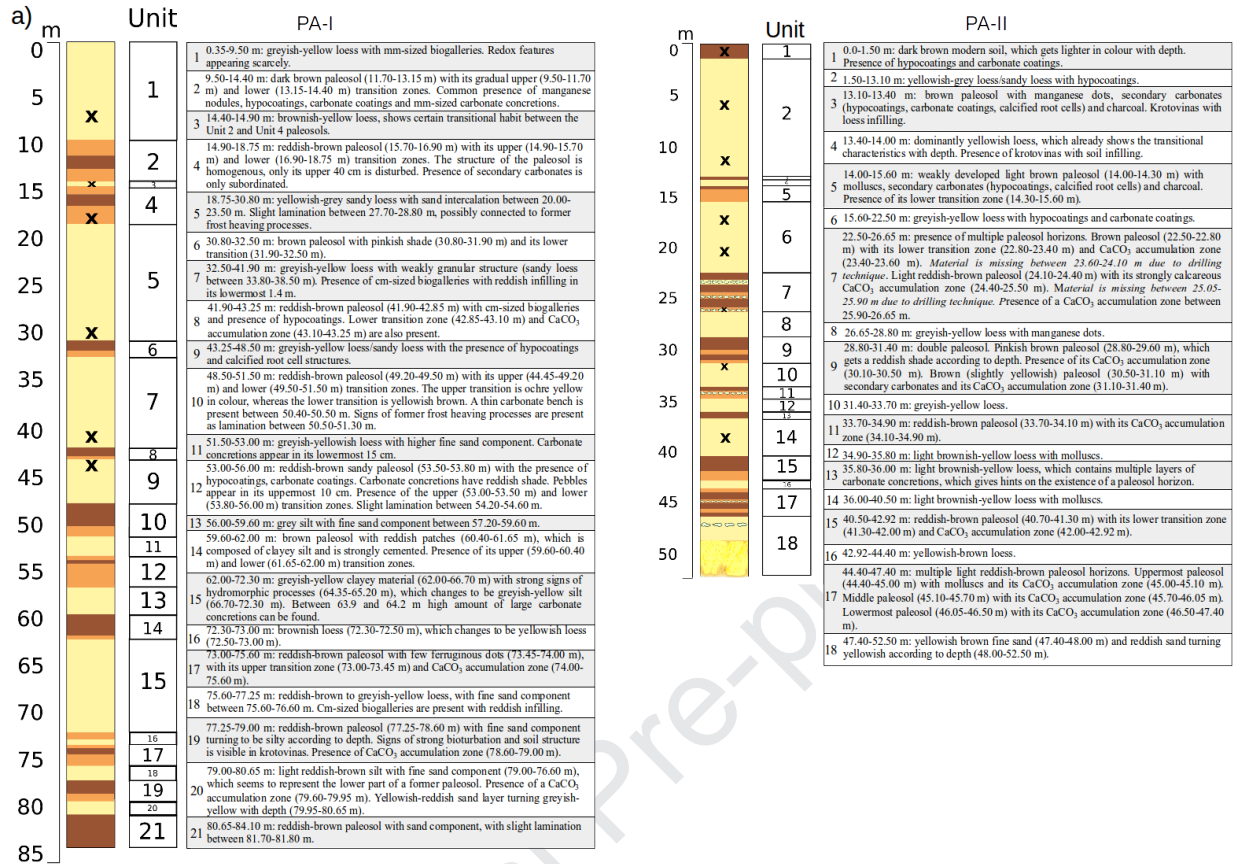 a)
m
Unit
PA-I
0
5
10
15
20
25
30
35
40
45
50
55
60
65
70
75
80
85
x
x
x
x
x
x
1
2
3
4
5
6
7
8
9
10
11
12
13
14
15
16
17
18
19
20
21
1 0.35-9.50 m: greyish-yellow loess with mm-sized biogalleries. Redox features
appearing scarcely.
9.50-14.40 m: dark brown paleosol (11.70-13.15 m) with its gradual upper (9.50-11.70
2 m) and lower (13.15-14.40 m) transition zones. Common presence of manganese
nodules, hypocoatings, carbonate coatings and mm-sized carbonate concretions.
3 14.40-14.90 m: brownish-yellow loess, shows certain transitional habit between the
Unit 2 and Unit 4 paleosols.
14.90-18.75 m: reddish-brown paleosol (15.70-16.90 m) with its upper (14.90-15.70
4 m) and lower (16.90-18.75 m) transition zones. The structure of the paleosol is
homogenous, only its upper 40 cm is disturbed. Presence of secondary carbonates is
only subordinated.
18.75-30.80 m: yellowish-grey sandy loess with sand intercalation between 20.00-
5 23.50 m. Slight lamination between 27.70-28.80 m, possibly connected to former
frost heaving processes.
6 30.80-32.50 m: brown paleosol with pinkish shade (30.80-31.90 m) and its lower
transition (31.90-32.50 m).
32.50-41.90 m: greyish-yellow loess with weakly granular structure (sandy loess
7 between 33.80-38.50 m). Presence of cm-sized biogalleries with reddish infilling in
its lowermost 1.4 m.
41.90-43.25 m: reddish-brown paleosol (41.90-42.85 m) with cm-sized biogalleries
8 and presence of hypocoatings. Lower transition zone (42.85-43.10 m) and CaCO₃
accumulation zone (43.10-43.25 m) are also present.
9 43.25-48.50 m: greyish-yellow loess/sandy loess with the presence of hypocoatings
and calcified root cell structures.
48.50-51.50 m: reddish-brown paleosol (49.20-49.50 m) with its upper (44.45-49.20
m) and lower (49.50-51.50 m) transition zones. The upper transition is ochre yellow
10 in colour, whereas the lower transition is yellowish brown. A thin carbonate bench is
present between 50.40-50.50 m. Signs of former frost heaving processes are present
as lamination between 50.50-51.30 m.
11 51.50-53.00 m: greyish-yellowish loess with higher fine sand component. Carbonate
concretions appear in its lowermost 15 cm.
53.00-56.00 m: reddish-brown sandy paleosol (53.50-53.80 m) with the presence of
12 hypocoatings, carbonate coatings. Carbonate concretions have reddish shade. Pebbles
appear in its uppermost 10 cm. Presence of the upper (53.00-53.50 m) and lower
(53.80-56.00 m) transition zones. Slight lamination between 54.20-54.60 m.
13 56.00-59.60 m: grey silt with fine sand component between 57.20-59.60 m.
59.60-62.00 m: brown paleosol with reddish patches (60.40-61.65 m), which is
14 composed of clayey silt and is strongly cemented. Presence of its upper (59.60-60.40
m) and lower (61.65-62.00 m) transition zones.
62.00-72.30 m: greyish-yellow clayey material (62.00-66.70 m) with strong signs of
15 hydromorphic processes (64.35-65.20 m), which changes to be greyish-yellow silt
(66.70-72.30 m). Between 63.9 and 64.2 m high amount of large carbonate
concretions can be found.
16 72.30-73.00 m: brownish loess (72.30-72.50 m), which changes to be yellowish loess
(72.50-73.00 m).
73.00-75.60 m: reddish-brown paleosol with few ferruginous dots (73.45-74.00 m),
17 with its upper transition zone (73.00-73.45 m) and CaCO₃ accumulation zone (74.00-
75.60 m).
75.60-77.25 m: reddish-brown to greyish-yellow loess, with fine sand component
18 between 75.60-76.60 m. Cm-sized biogalleries are present with reddish infilling.
77.25-79.00 m: reddish-brown paleosol (77.25-78.60 m) with fine sand component
19 turning to be silty according to depth. Signs of strong bioturbation and soil structure
is visible in krotovinas. Presence of CaCO₃ accumulation zone (78.60-79.00 m).
79.00-80.65 m: light reddish-brown silt with fine sand component (79.00-76.60 m),
20 which seems to represent the lower part of a former paleosol. Presence of a CaCO₃
accumulation zone (79.60-79.95 m). Yellowish-reddish sand layer turning greyish-
yellow with depth (79.95-80.65 m).
21 80.65-84.10 m: reddish-brown paleosol with sand component, with slight lamination
between 81.70-81.80 m.
m
Unit
PA-II
0
5
10
15
20
25
30
35
40
45
50
x
x
x
x
x
x
x
x
1
2
3
4
5
6
7
8
9
10
11
12
13
14
15
16
17
18
1 0.0-1.50 m: dark brown modern soil, which gets lighter in colour with depth.
Presence of hypocoatings and carbonate coatings.
2 1.50-13.10 m: yellowish-grey loess/sandy loess with hypocoatings.
13.10-13.40 m: brown paleosol with manganese dots, secondary carbonates
3 (hypocoatings, carbonate coatings, calcified root cells) and charcoal. Krotovinas with
loess infilling.
4 13.40-14.00 m: dominantly yellowish loess, which already shows the transitional
characteristics with depth. Presence of krotovinas with soil infilling.
14.00-15.60 m: weakly developed light brown paleosol (14.00-14.30 m) with
5 molluscs, secondary carbonates (hypocoatings, calcified root cells) and charcoal.
Presence of its lower transition zone (14.30-15.60 m).
6 15.60-22.50 m: greyish-yellow loess with hypocoatings and carbonate coatings.
22.50-26.65 m: presence of multiple paleosol horizons. Brown paleosol (22.50-22.80
m) with its lower transition zone (22.80-23.40 m) and CaCO₃ accumulation zone
(23.40-23.60 m). Material is missing between 23.60-24.10 m due to drilling
7 technique. Light reddish-brown paleosol (24.10-24.40 m) with its strongly calcareous
CaCO₃ accumulation zone (24.40-25.50 m). Material is missing between 25.05-
25.90 m due to drilling technique. Presence of a CaCO₃ accumulation zone between
25.90-26.65 m.
8 26.65-28.80 m: greyish-yellow loess with manganese dots.
28.80-31.40 m: double paleosol. Pinkish brown paleosol (28.80-29.60 m), which
9 gets a reddish shade according to depth. Presence of its CaCO₃ accumulation zone
(30.10-30.50 m). Brown (slightly yellowish) paleosol (30.50-31.10 m) with
secondary carbonates and its CaCO₃ accumulation zone (31.10-31.40 m).
10 31.40-33.70 m: greyish-yellow loess.
11 33.70-34.90 m: reddish-brown paleosol (33.70-34.10 m) with its CaCO₃ accumulation
zone (34.10-34.90 m).
12 34.90-35.80 m: light brownish-yellow loess with molluscs.
13 35.80-36.00 m: light brownish-yellow loess, which contains multiple layers of
carbonate concretions, which gives hints on the existence of a paleosol horizon.
14 36.00-40.50 m: light brownish-yellow loess with molluscs.
15 40.50-42.92 m: reddish-brown paleosol (40.70-41.30 m) with its lower transition zone
(41.30-42.00 m) and CaCO₃ accumulation zone (42.00-42.92 m).
16 42.92-44.40 m: yellowish-brown loess.
44.40-47.40 m: multiple light reddish-brown paleosol horizons. Uppermost paleosol
(44.40-45.00 m) with molluscs and its CaCO₃ accumulation zone (45.00-45.10 m).
17 Middle paleosol (45.10-45.70 m) with its CaCO₃ accumulation zone (45.70-46.05 m).
Lowermost paleosol (46.05-46.50 m) with its CaCO₃ accumulation zone (46.50-47.40
m).
18 47.40-52.50 m: yellowish brown fine sand (47.40-48.00 m) and reddish sand turning
yellowish according to depth (48.00-52.50 m).
Pre-p